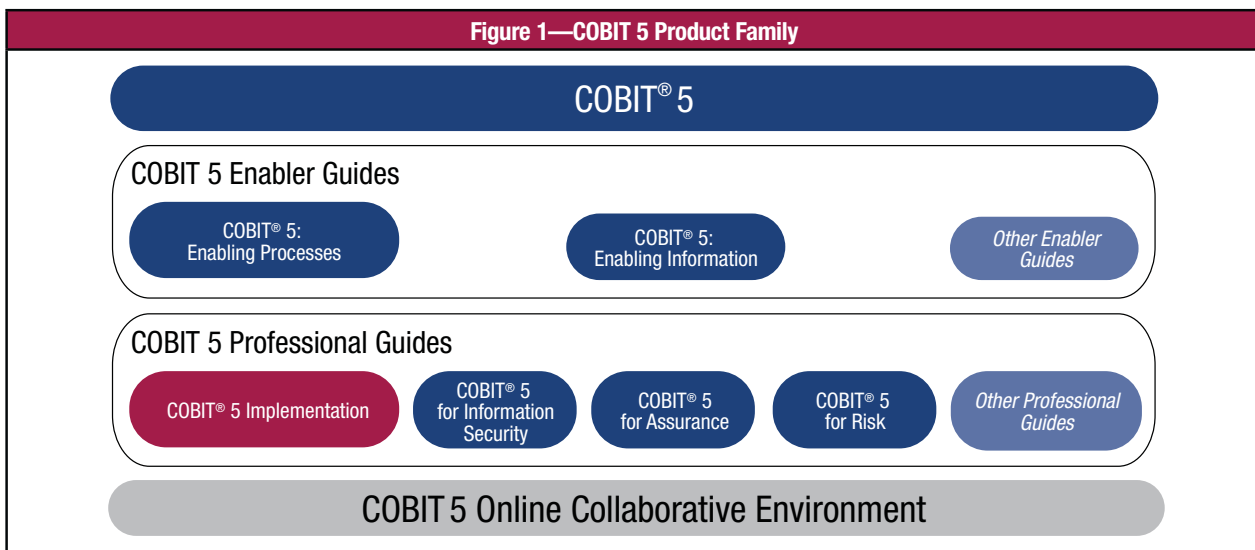 Figure 1—COBIT 5 Product Family
COBIT® 5
COBIT 5 Enabler Guides
COBIT® 5:
Enabling Processes
COBIT® 5:
Enabling Information
Other Enabler
Guides
COBIT 5 Professional Guides
COBIT® 5 Implementation
COBIT® 5
for Information
Security
COBIT® 5
for Assurance
COBIT® 5
for Risk
Other Professional
Guides
COBIT 5 Online Collaborative Environment